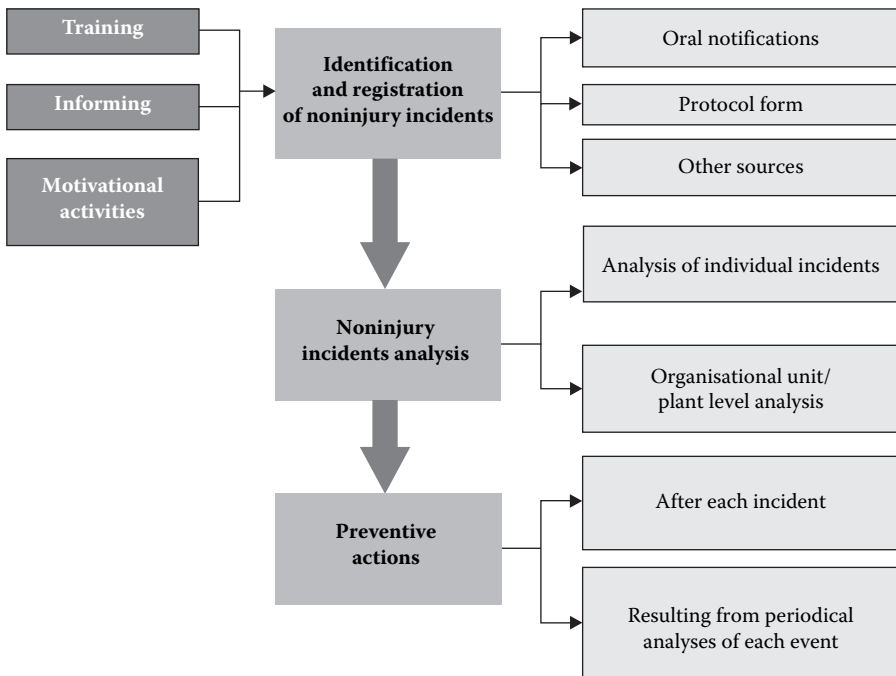 Training
Informing
Motivational
activities
Identification
and registration
of noninjury incidents
Oral notifications
Protocol form
Other sources
Noninjury
incidents analysis
Analysis of individual incidents
Organisational unit/
plant level analysis
Preventive
actions
After each incident
Resulting from periodical
analyses of each event